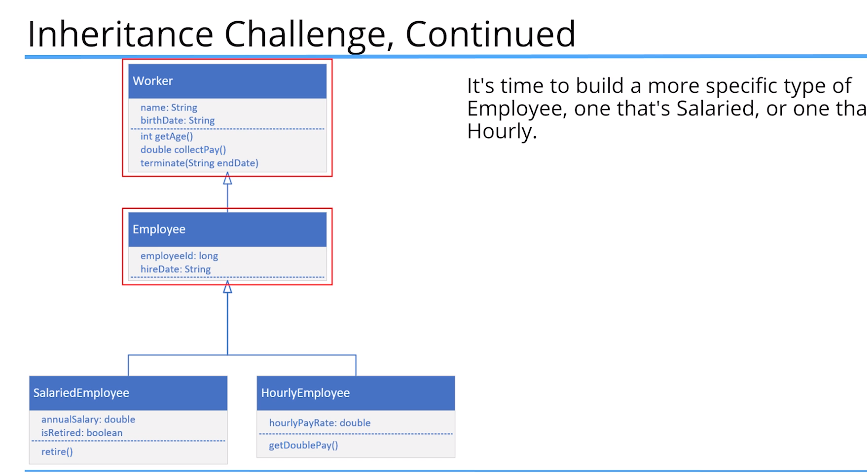 Inheritance Challenge, Continued
Worker
name: String
birthDate: String
int getAge()
double collectPay()
terminate(String endDate)
Employee
employeeId: long
hireDate: String
SalariedEmployee
annualSalary: double
isRetired: boolean
retire()
HourlyEmployee
hourlyPayRate: double
getDoublePay()
It's time to build a more specific type of
Employee, one that's Salaried, or one tha
Hourly.